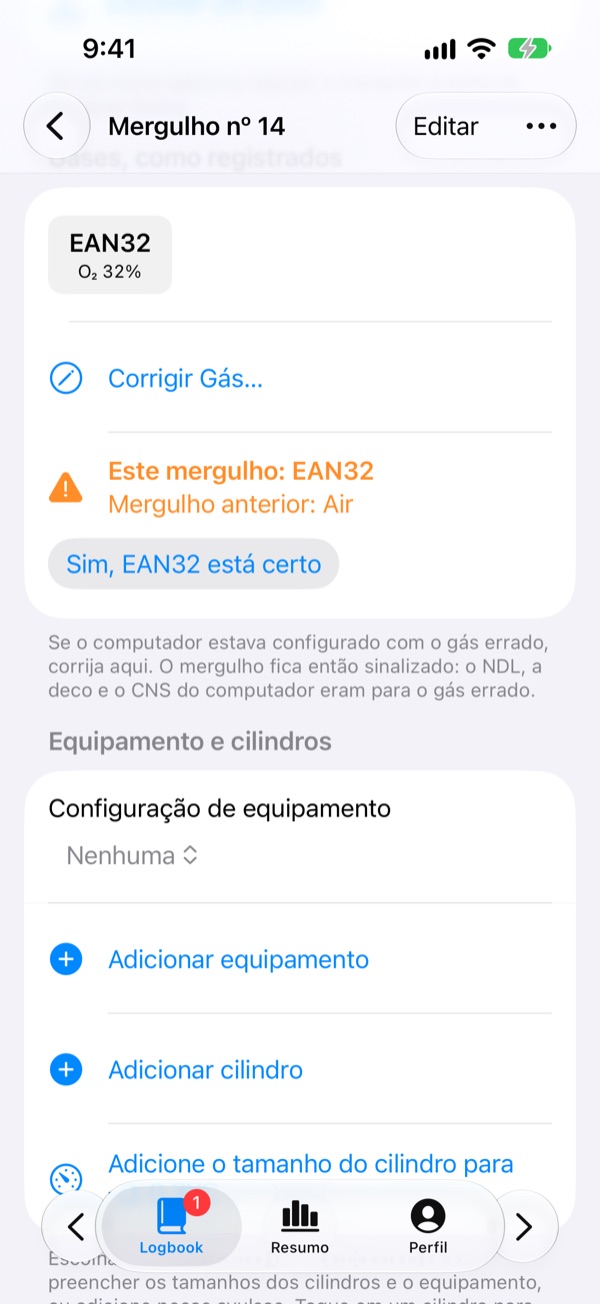 9:41
Mergulho nº 14
Editar
Gases, como registrados
EAN32
O₂ 32%
Corrigir Gás...
Este mergulho: EAN32
Mergulho anterior: Air
Sim, EAN32 está certo
Se o computador estava configurado com o gás errado,
corrija aqui. O mergulho fica então sinalizado: o NDL, a
deco e o CNS do computador eram para o gás errado.
Equipamento e cilindros
Configuração de equipamento
Nenhuma
Adicionar equipamento
Adicionar cilindro
Adicione o tamanho do cilindro para
1
Logbook
Resumo
Perfil
preencher os tamanhos dos cilindros e o equipamento,